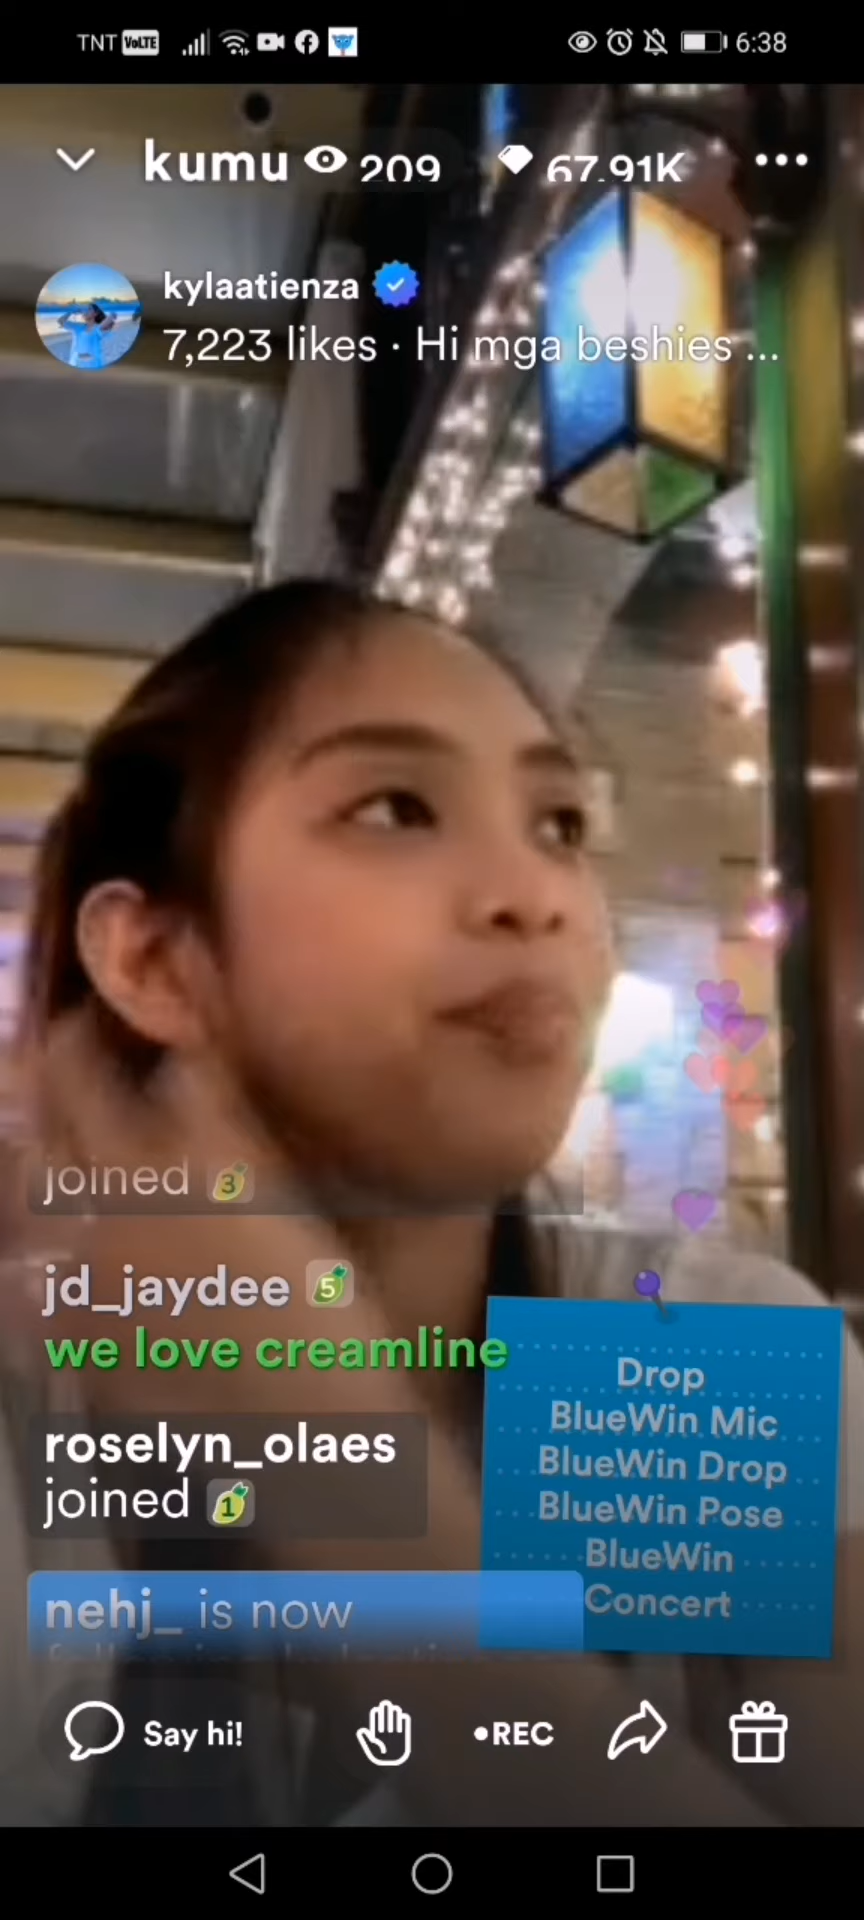 TNT VoLTE 6:38
kumu 209 67.91K
kylaatienza
7,223 likes · Hi mga beshies ...
joined 3
jd_jaydee 5
we love creamline
roselyn_olaes
joined 1
nehj_ is now
Drop
BlueWin Mic
BlueWin Drop
BlueWin Pose
BlueWin
Concert
Say hi!
•REC